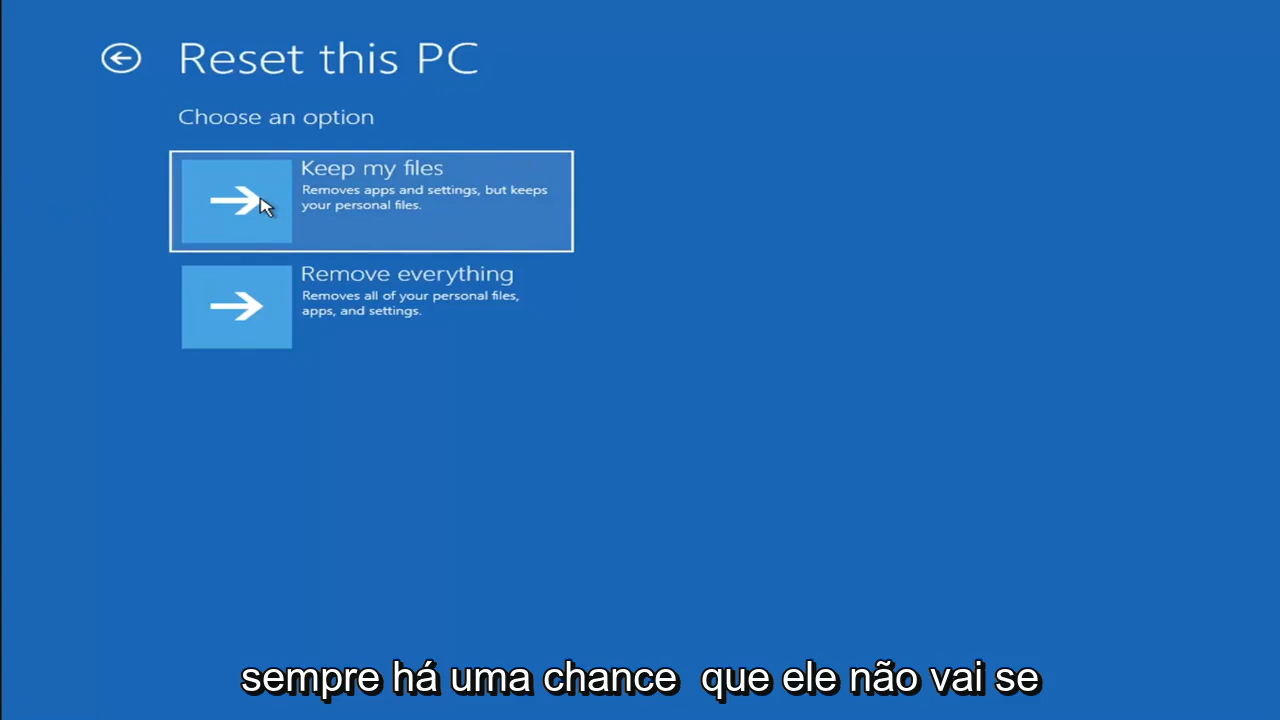 Reset this PC
Choose an option
Keep my files
Removes apps and settings, but keeps
your personal files.
Remove everything
Removes all of your personal files,
apps, and settings.
sempre há uma chance  que ele não vai se